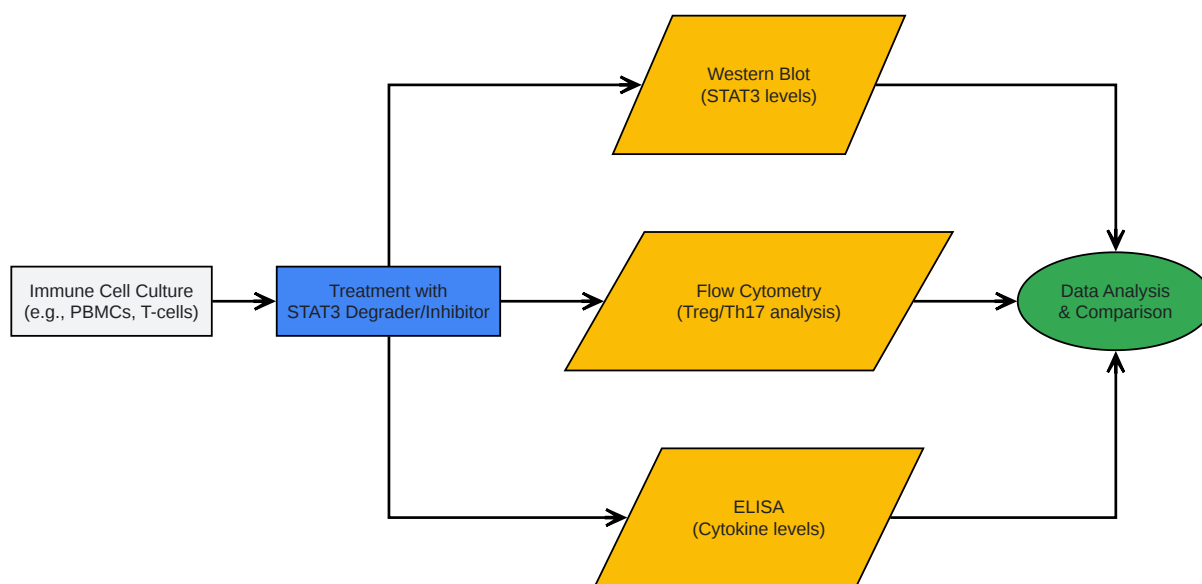 Immune Cell Culture
(e.g., PBMCs, T-cells)
Treatment with
STAT3 Degrader/Inhibitor
Western Blot
(STAT3 levels)
Flow Cytometry
(Treg/Th17 analysis)
ELISA
(Cytokine levels)
Data Analysis
& Comparison